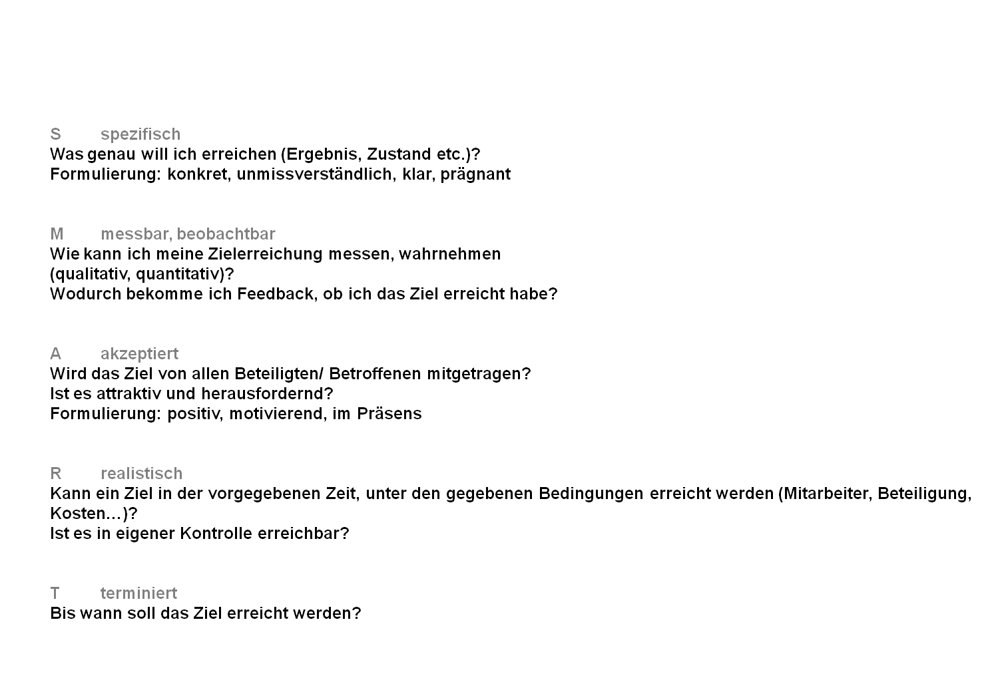 S spezifisch
Was genau will ich erreichen (Ergebnis, Zustand etc.)?
Formulierung: konkret, unmissverständlich, klar, prägnant
M messbar, beobachtbar
Wie kann ich meine Zielerreichung messen, wahrnehmen
(qualitativ, quantitativ)?
Wodurch bekomme ich Feedback, ob ich das Ziel erreicht habe?
A akzeptiert
Wird das Ziel von allen Beteiligten/ Betroffenen mitgetragen?
Ist es attraktiv und herausfordernd?
Formulierung: positiv, motivierend, im Präsens
R realistisch
Kann ein Ziel in der vorgegebenen Zeit, unter den gegebenen Bedingungen erreicht werden (Mitarbeiter, Beteiligung,
Kosten…)?
Ist es in eigener Kontrolle erreichbar?
T terminiert
Bis wann soll das Ziel erreicht werden?